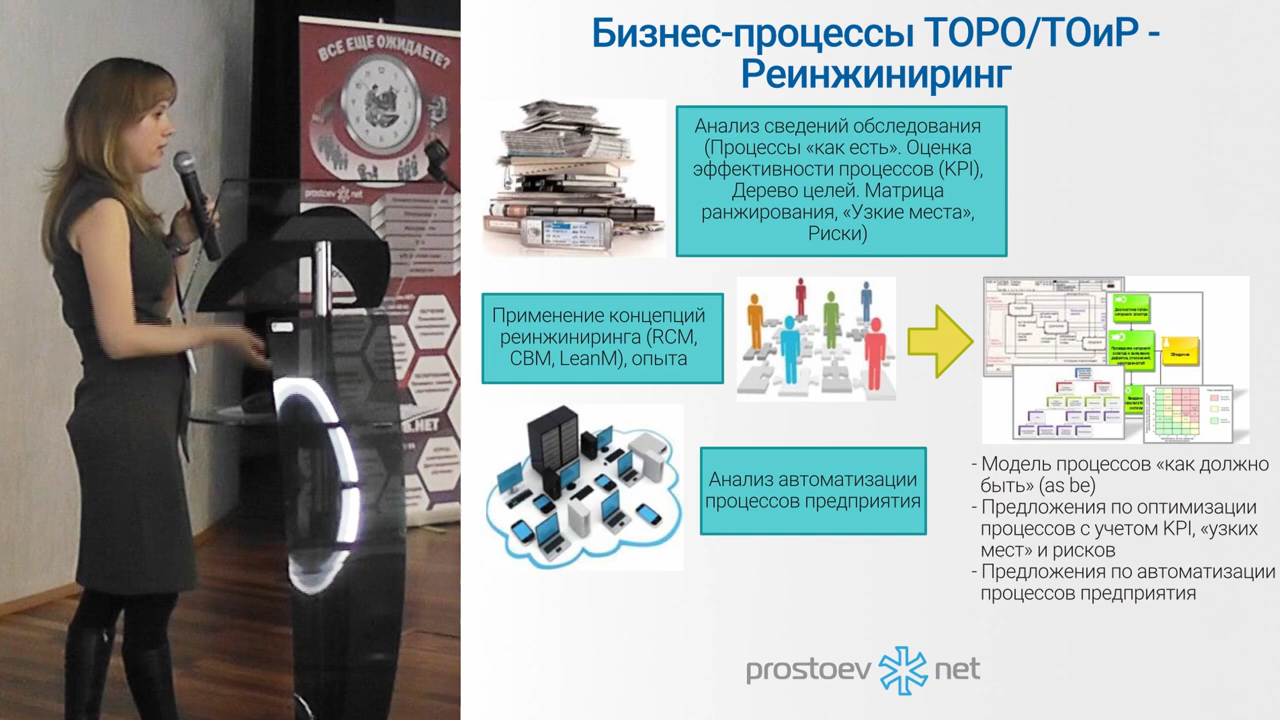 ВСЕ ЕЩЕ ОЖИДАЕТЕ?
prostoev net
.NET
Бизнес-процессы ТОРО/ТОиР -
Реинжиниринг
Анализ сведений обследования
(Процессы «как есть». Оценка
эффективности процессов (KPI),
Дерево целей. Матрица
ранжирования, «Узкие места»,
Риски)
Применение концепций
реинжиниринга (RCM,
CBM, LeanM), опыта
Анализ автоматизации
процессов предприятия
- Модель процессов «как должно
быть» (as be)
- Предложения по оптимизации
процессов с учетом KPI, «узких
мест» и рисков
- Предложения по автоматизации
процессов предприятия
prostoev net